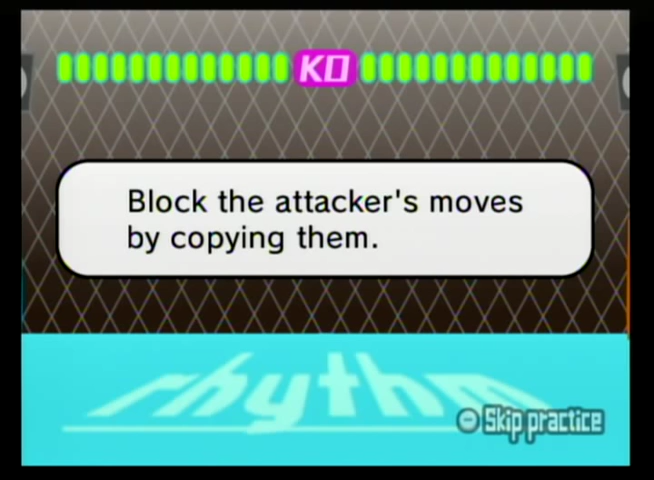 KO
Block the attacker's moves
by copying them.
rhythm
Skip practice